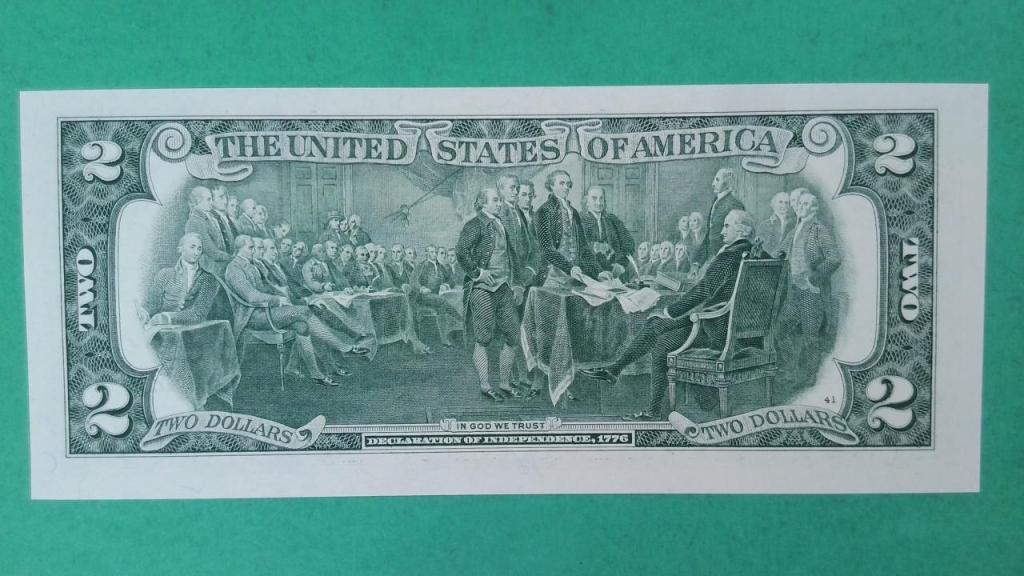 THE UNITED STATES OF AMERICA
2 2
TWO TWO
2 2
41
TWO DOLLARS TWO DOLLARS
IN GOD WE TRUST
DECLARATION OF INDEPENDENCE, 1776